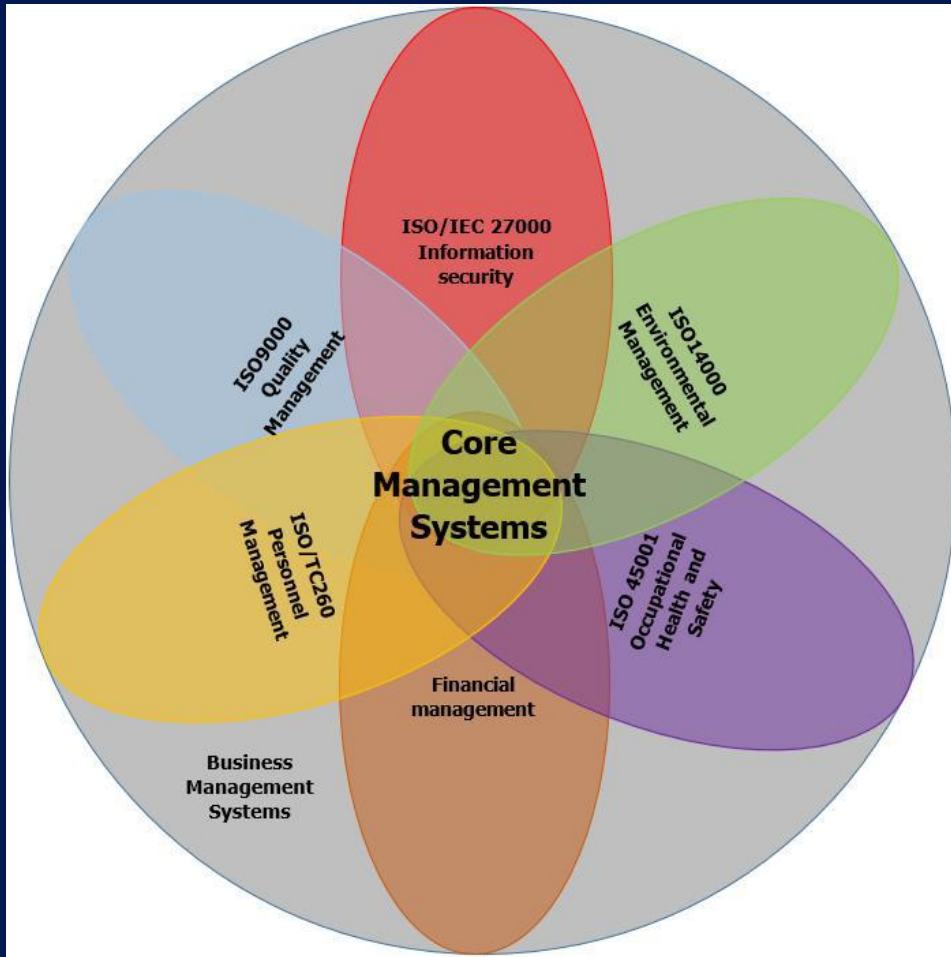 ISO/IEC 27000
Information
security
ISO9000
Quality
Management
ISO14000
Environmental
Management
Core
Management
Systems
ISO/TC260
Personnel
Management
ISO 45001
Occupational
Health and
Safety
Financial
management
Business
Management
Systems